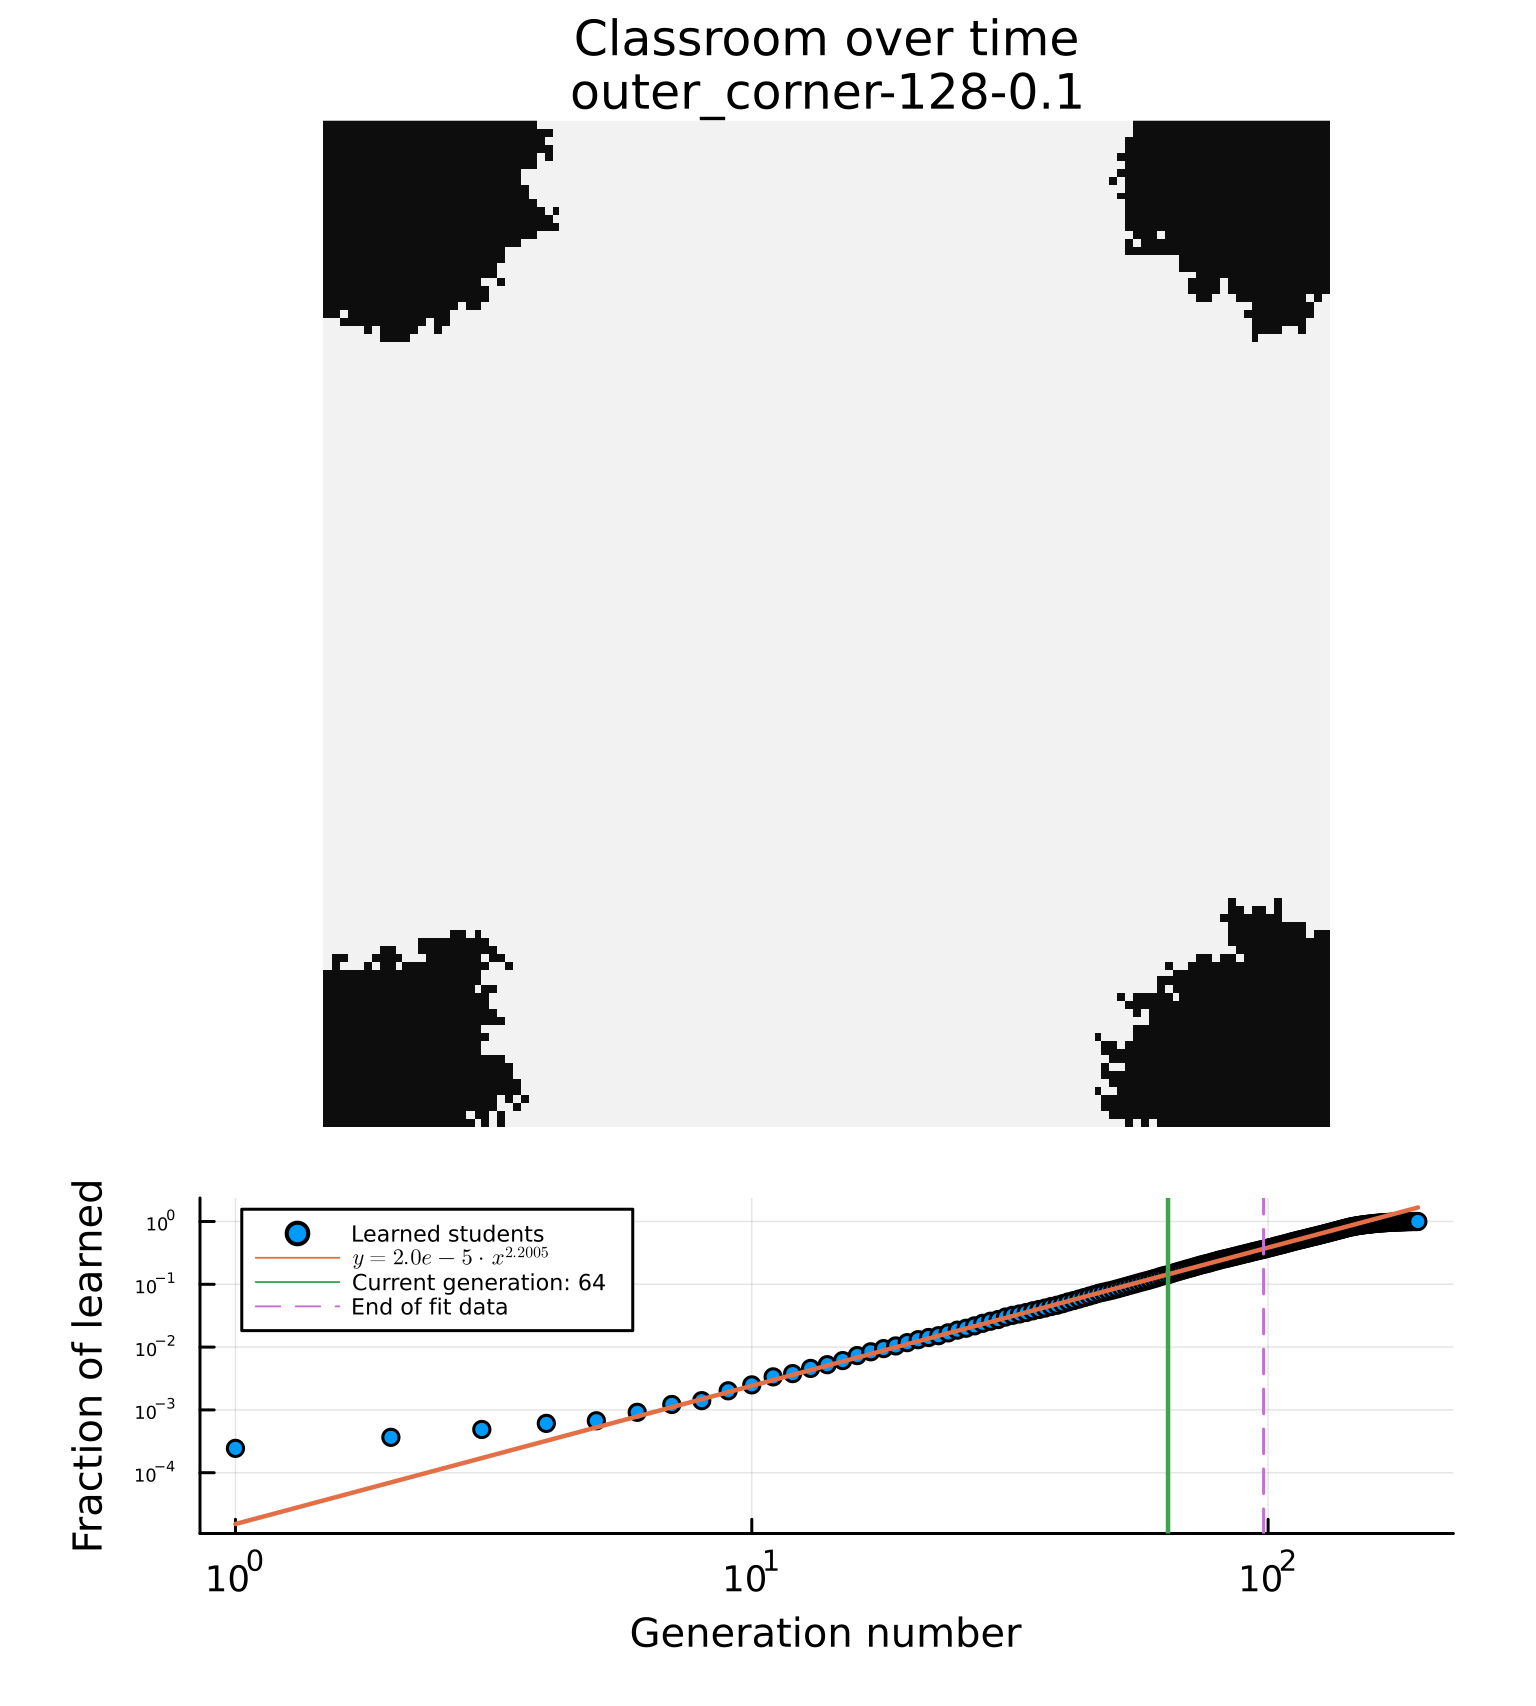 Classroom over time
outer_corner-128-0.1
Fraction of learned
10⁰
10⁻¹
10⁻²
10⁻³
10⁻⁴
Learned students
y = 2.0e − 5 · x^2.2005
Current generation: 64
End of fit data
10⁰ 10¹ 10²
Generation number